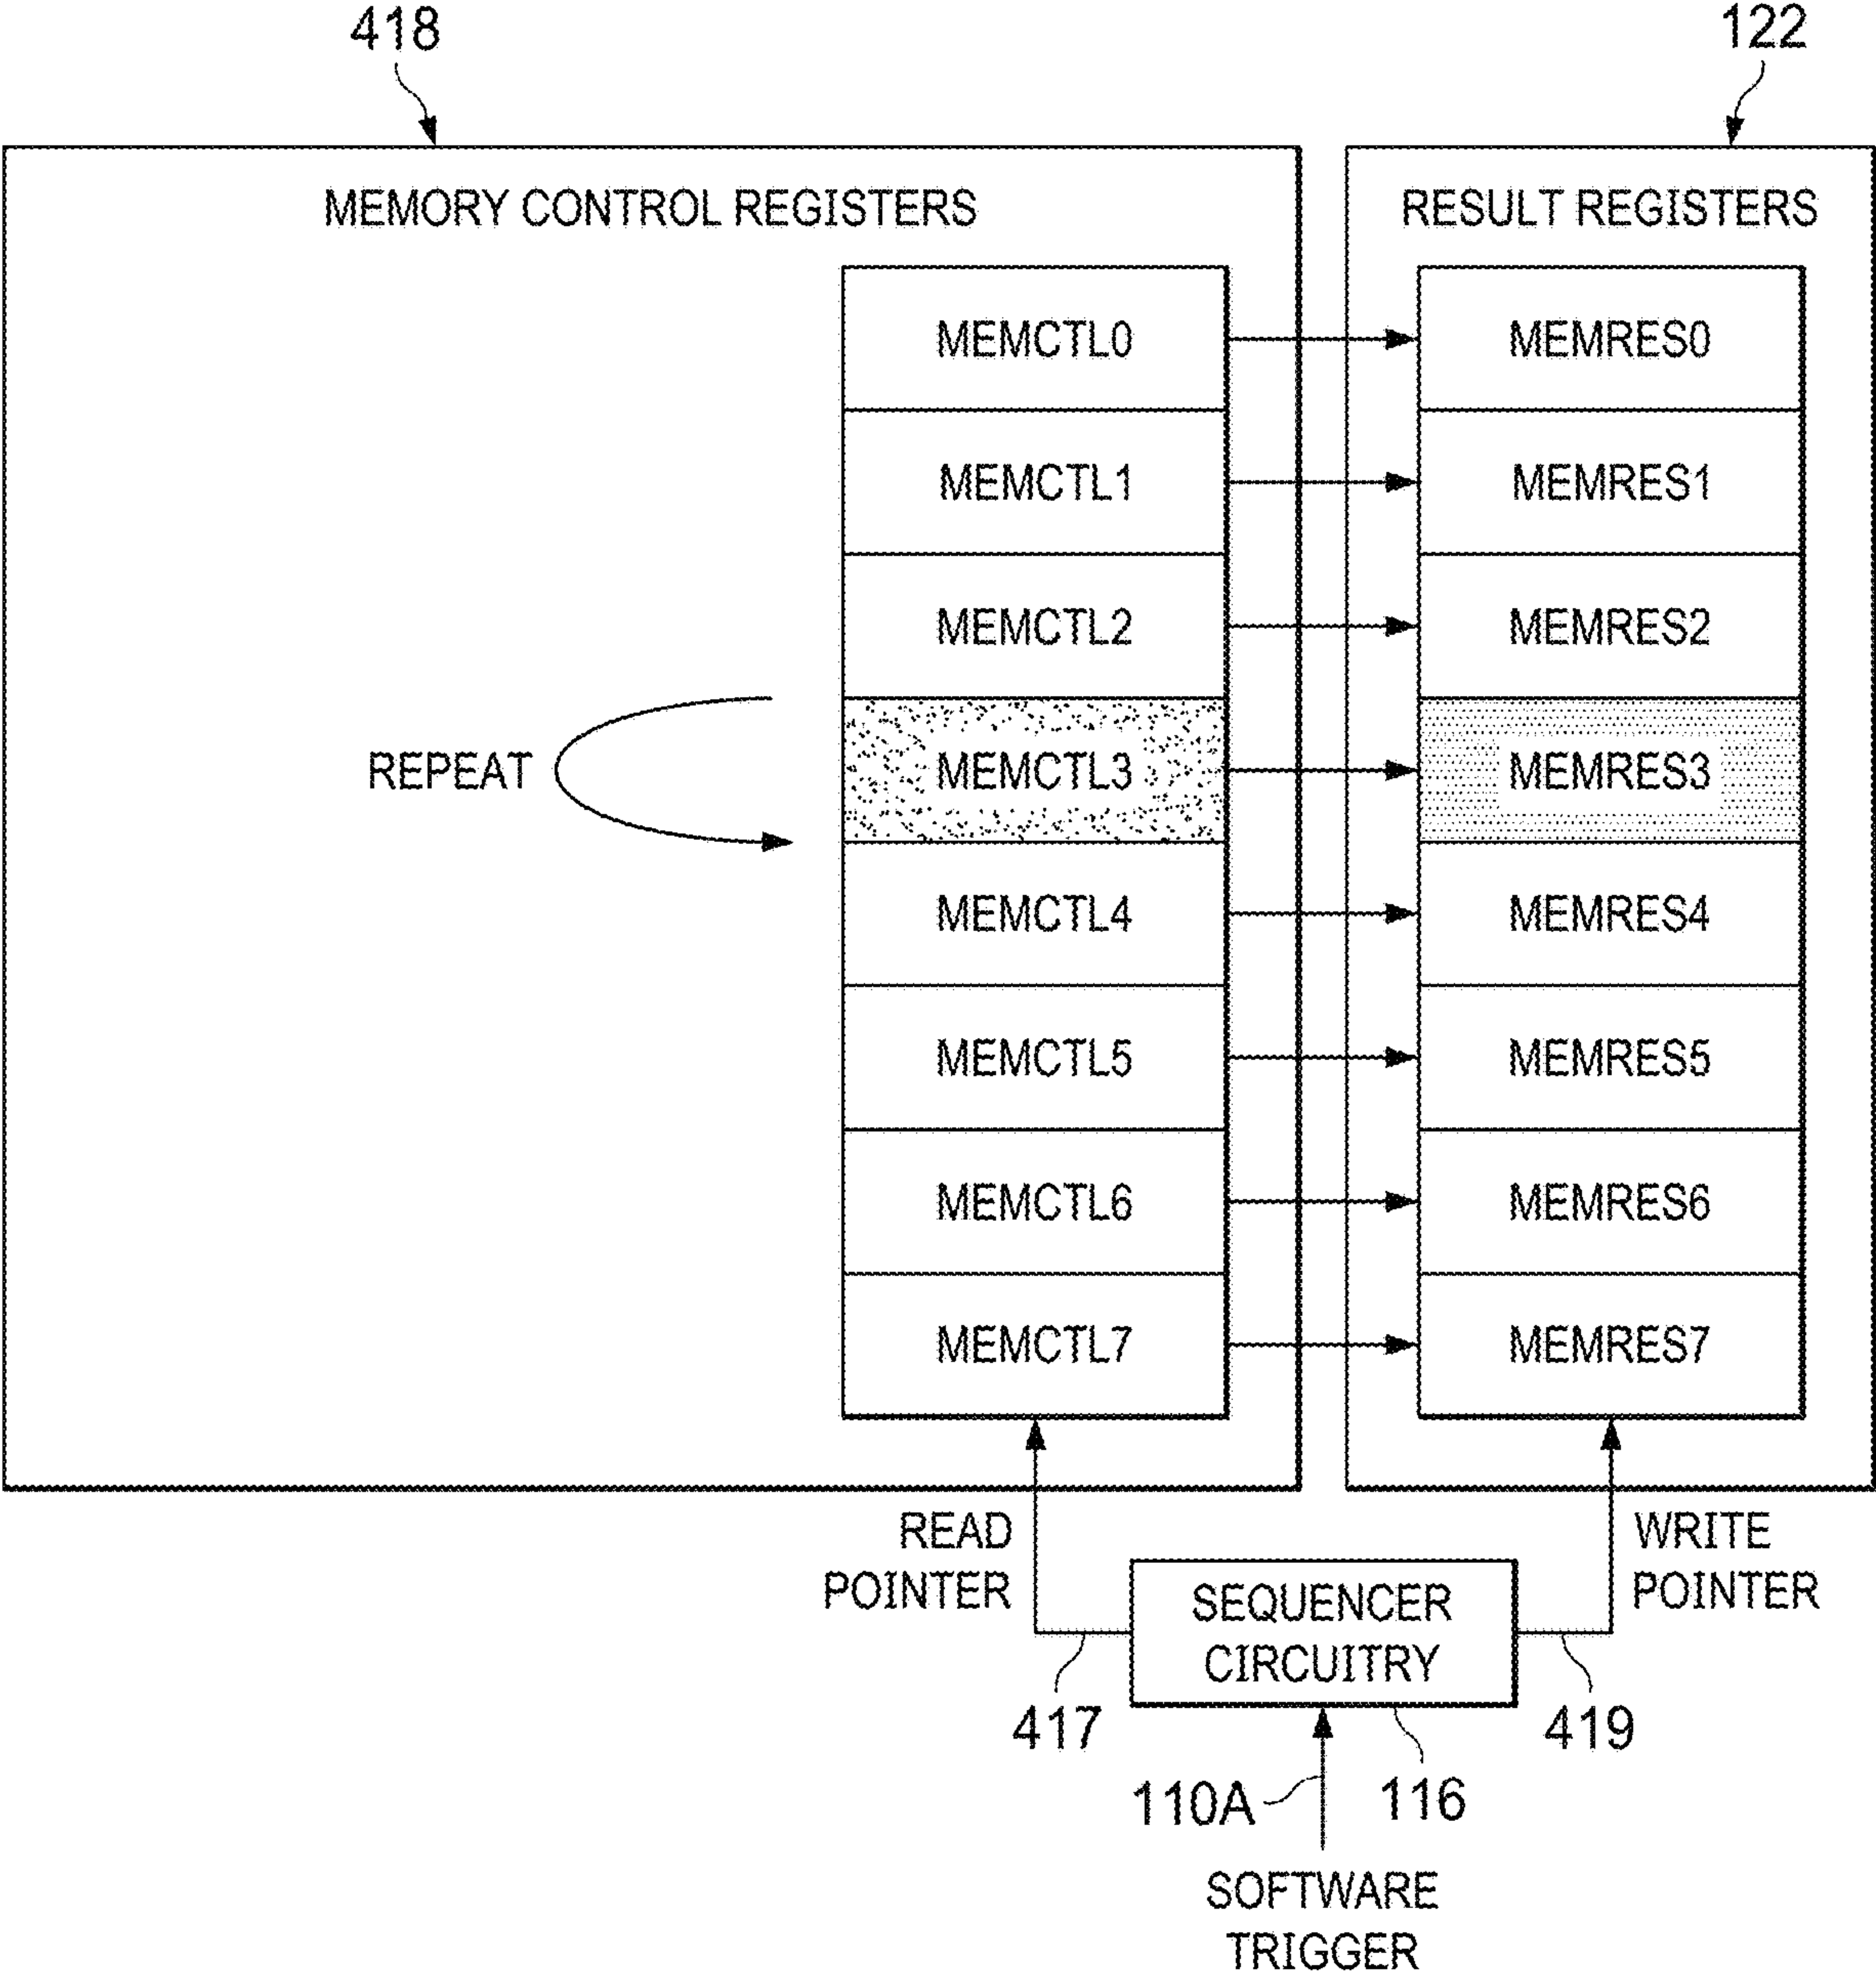 418
122
MEMORY CONTROL REGISTERS
RESULT REGISTERS
MEMCTL0
MEMRES0
MEMCTL1
MEMRES1
MEMCTL2
MEMRES2
REPEAT
MEMCTL3
MEMRES3
MEMCTL4
MEMRES4
MEMCTL5
MEMRES5
MEMCTL6
MEMRES6
MEMCTL7
MEMRES7
READ
POINTER
WRITE
POINTER
SEQUENCER
CIRCUITRY
417
419
110A
116
SOFTWARE
TRIGGER